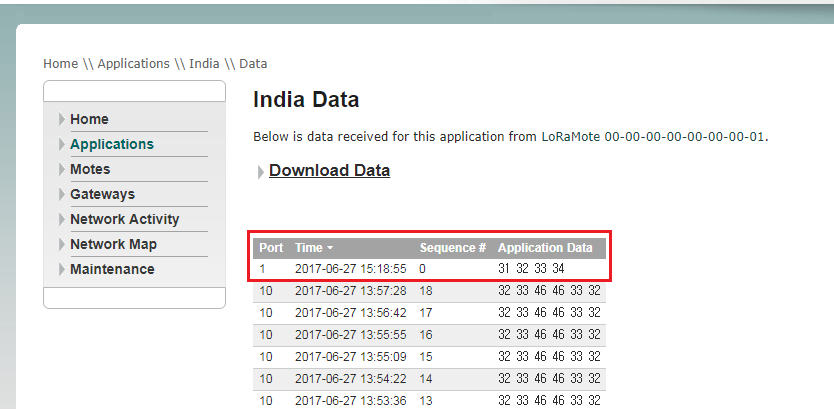 Home \\ Applications \\ India \\ Data
Home
Applications
Motes
Gateways
Network Activity
Network Map
Maintenance
India Data
Below is data received for this application from LoRaMote 00-00-00-00-00-00-00-01.
Download Data
Port Time Sequence # Application Data
1 2017-06-27 15:18:55 0 31 32 33 34
10 2017-06-27 13:57:28 18 32 33 46 46 33 32
10 2017-06-27 13:56:42 17 32 33 46 46 33 32
10 2017-06-27 13:55:55 16 32 33 46 46 33 32
10 2017-06-27 13:55:09 15 32 33 46 46 33 32
10 2017-06-27 13:54:22 14 32 33 46 46 33 32
10 2017-06-27 13:53:36 13 32 33 46 46 33 32